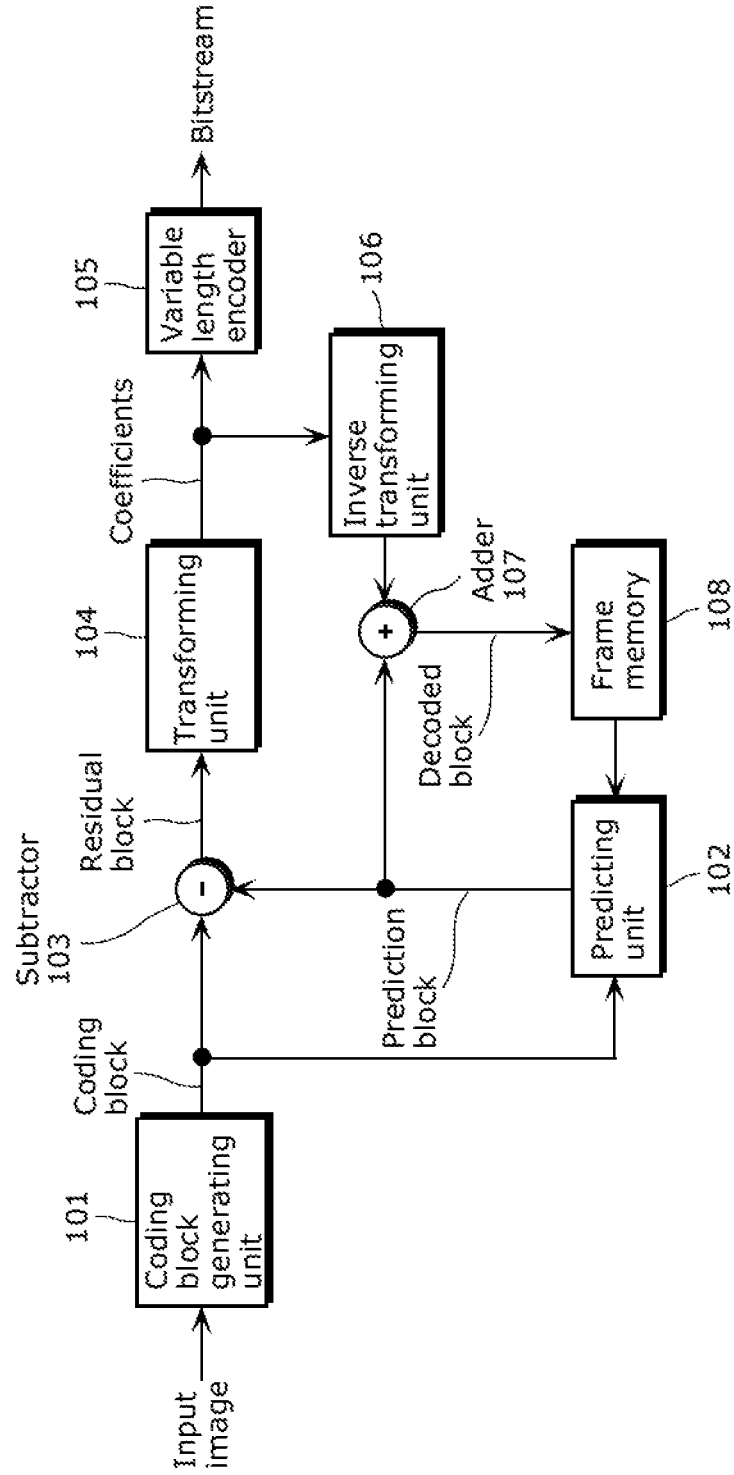 Input
image
101
Coding
block
generating
unit
Coding
block
Subtractor
103
-
Residual
block
104
Transforming
unit
Coefficients
105
Variable
length
encoder
Bitstream
Inverse
transforming
unit
106
+
Adder
107
Decoded
block
Prediction
block
Predicting
unit
102
Frame
memory
108